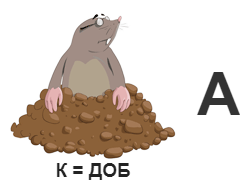 А
К = ДОБ